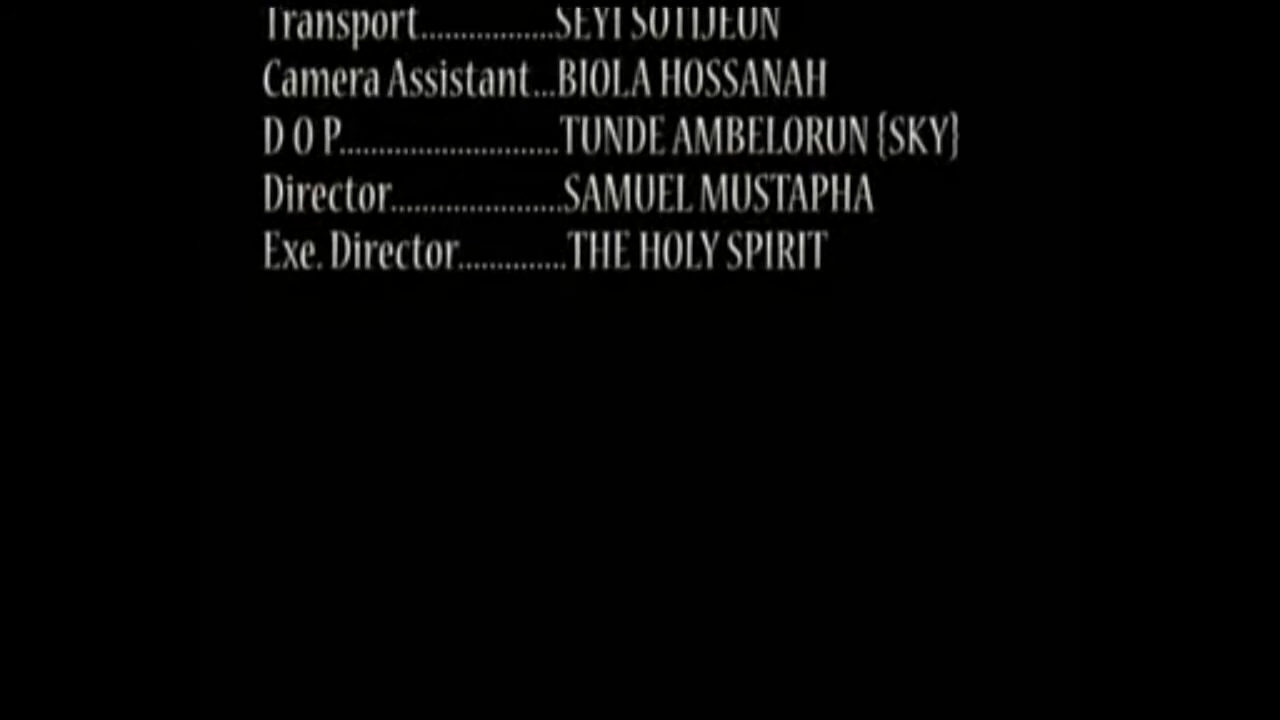 Transport.................SEYI SOTIJEUN
Camera Assistant...BIOLA HOSSANAH
D O P............................TUNDE AMBELORUN {SKY}
Director......................SAMUEL MUSTAPHA
Exe. Director..............THE HOLY SPIRIT